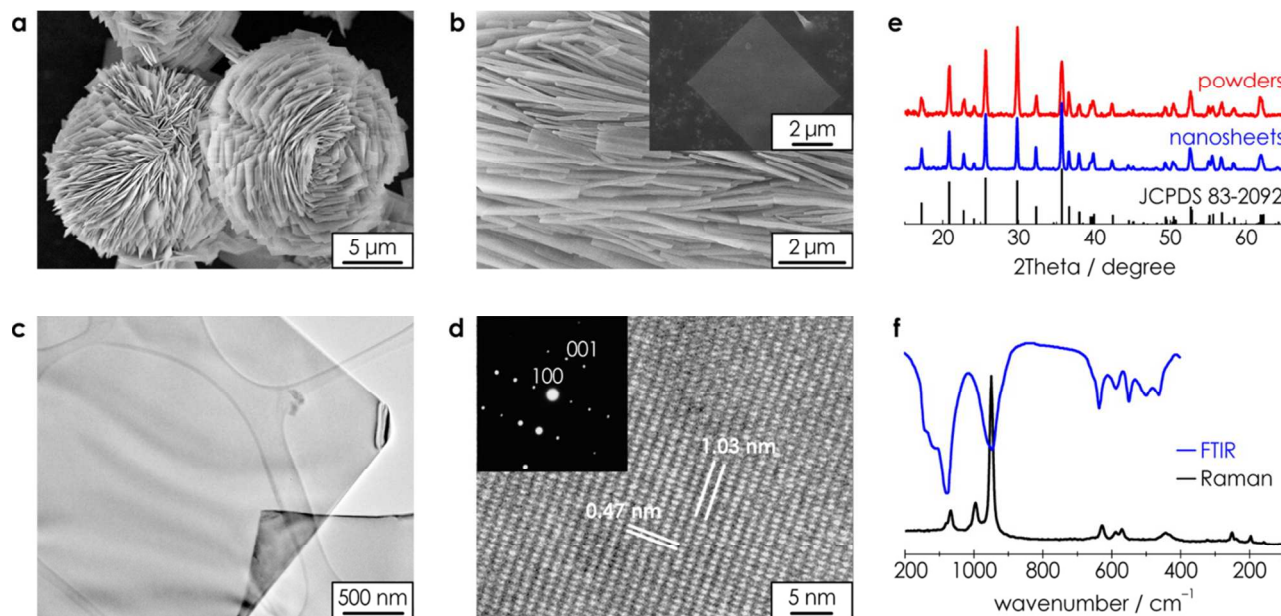 a
5 µm
b
2 µm
2 µm
e
powders
nanosheets
JCPDS 83-2092
20 30 40 50 60
2Theta / degree
c
500 nm
d
001
100
1.03 nm
0.47 nm
5 nm
f
FTIR
Raman
200 1000 800 600 400 200
wavenumber / cm⁻¹